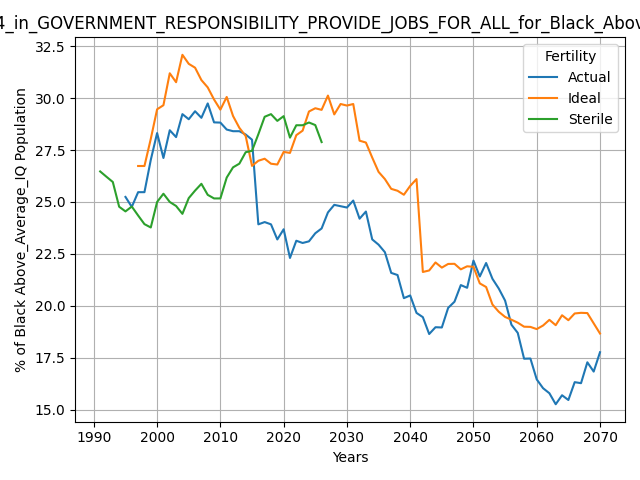 4_in_GOVERNMENT_RESPONSIBILITY_PROVIDE_JOBS_FOR_ALL_for_Black_Abov
Fertility
Actual
Ideal
Sterile
% of Black Above_Average_IQ Population
32.5
30.0
27.5
25.0
22.5
20.0
17.5
15.0
1990 2000 2010 2020 2030 2040 2050 2060 2070
Years